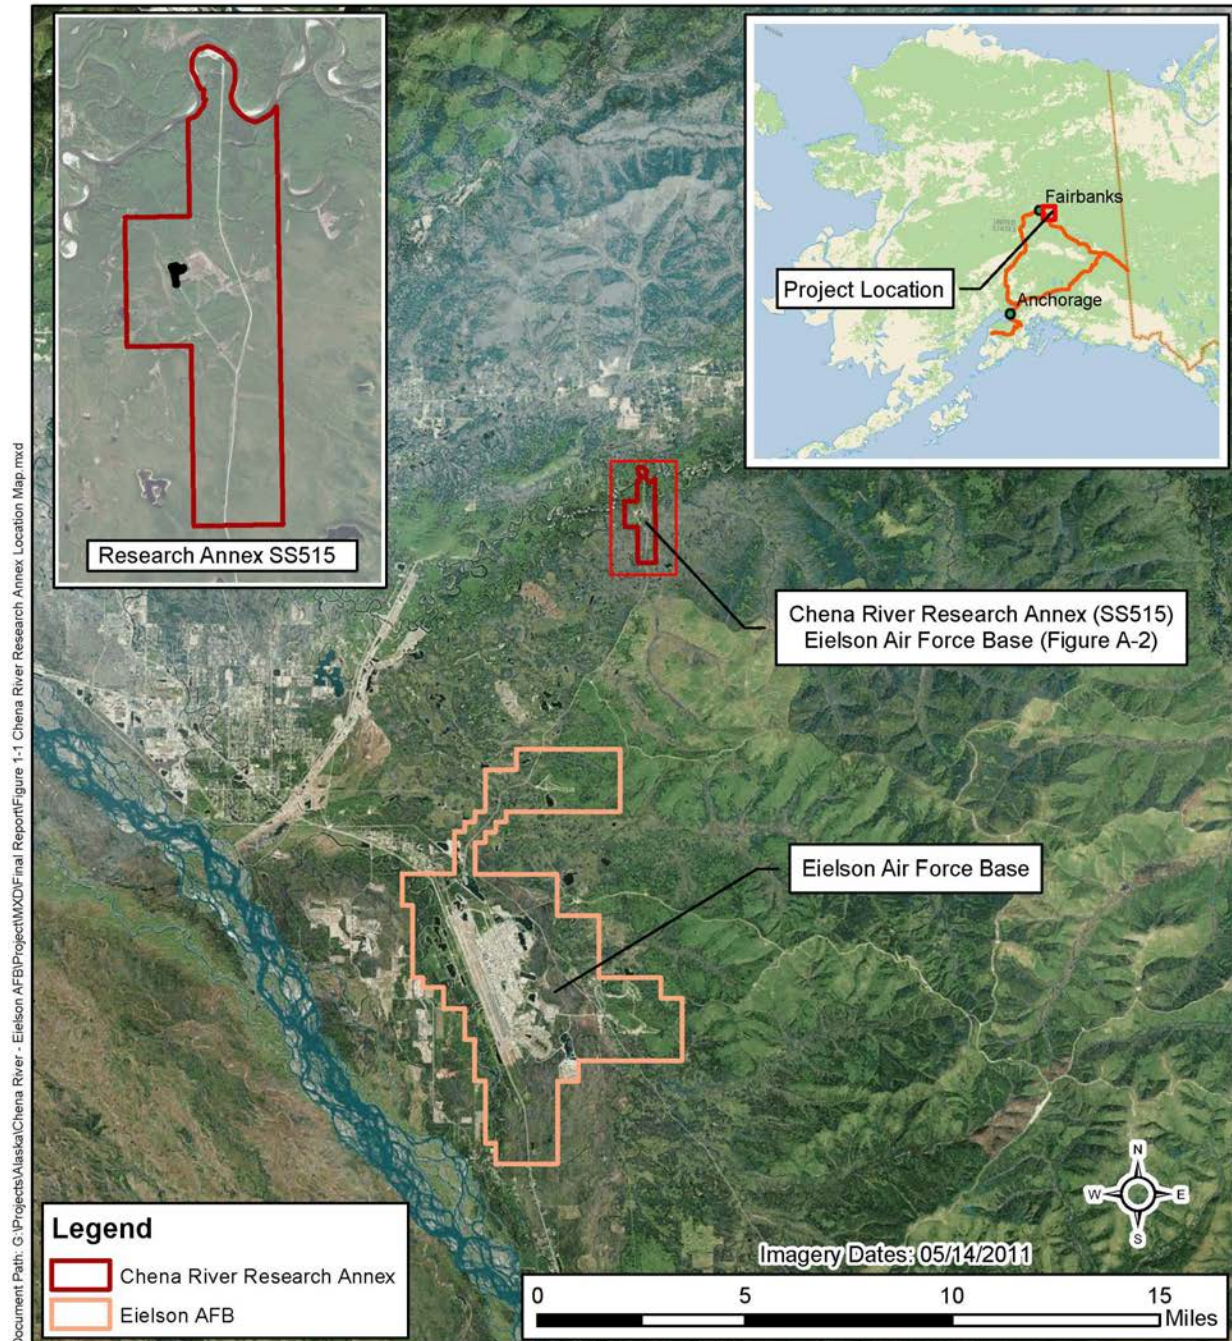 Research Annex SS515
Fairbanks
UNITED
STATES
Project Location
Anchorage
Chena River Research Annex (SS515)
Eielson Air Force Base (Figure A-2)
Eielson Air Force Base
N
W E
S
Legend
Chena River Research Annex
Eielson AFB
Imagery Dates: 05/14/2011
0 5 10 15
Miles
Document Path: G:\Projects\Alaska\Chena River - Eielson AFB\Project\MXD\Final Report\Figure 1-1 Chena River Research Annex Location Map.mxd